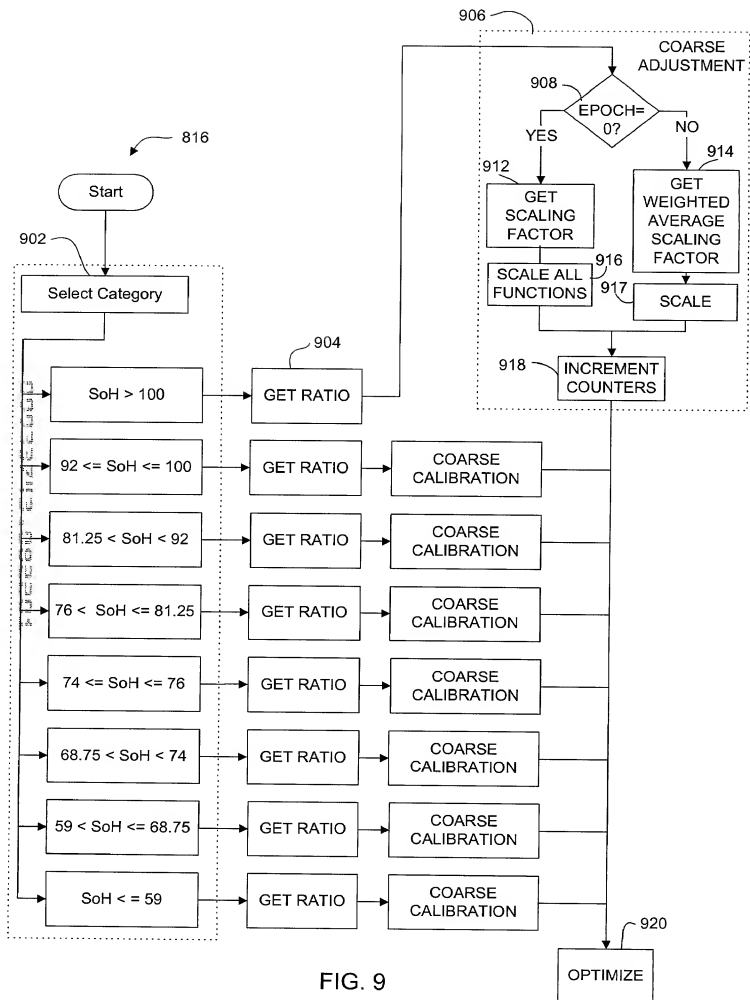 906
COARSE
ADJUSTMENT
908
EPOCH=
0?
YES
NO
816
Start
912
914
GET
SCALING
FACTOR
GET
WEIGHTED
AVERAGE
SCALING
FACTOR
902
Select Category
SCALE ALL
FUNCTIONS
916
917
SCALE
904
918
INCREMENT
COUNTERS
SoH > 100
GET RATIO
92 <= SoH <= 100
GET RATIO
COARSE
CALIBRATION
81.25 < SoH < 92
GET RATIO
COARSE
CALIBRATION
76 < SoH <= 81.25
GET RATIO
COARSE
CALIBRATION
74 <= SoH <= 76
GET RATIO
COARSE
CALIBRATION
68.75 < SoH < 74
GET RATIO
COARSE
CALIBRATION
59 < SoH <= 68.75
GET RATIO
COARSE
CALIBRATION
SoH < = 59
GET RATIO
COARSE
CALIBRATION
920
OPTIMIZE
FIG. 9